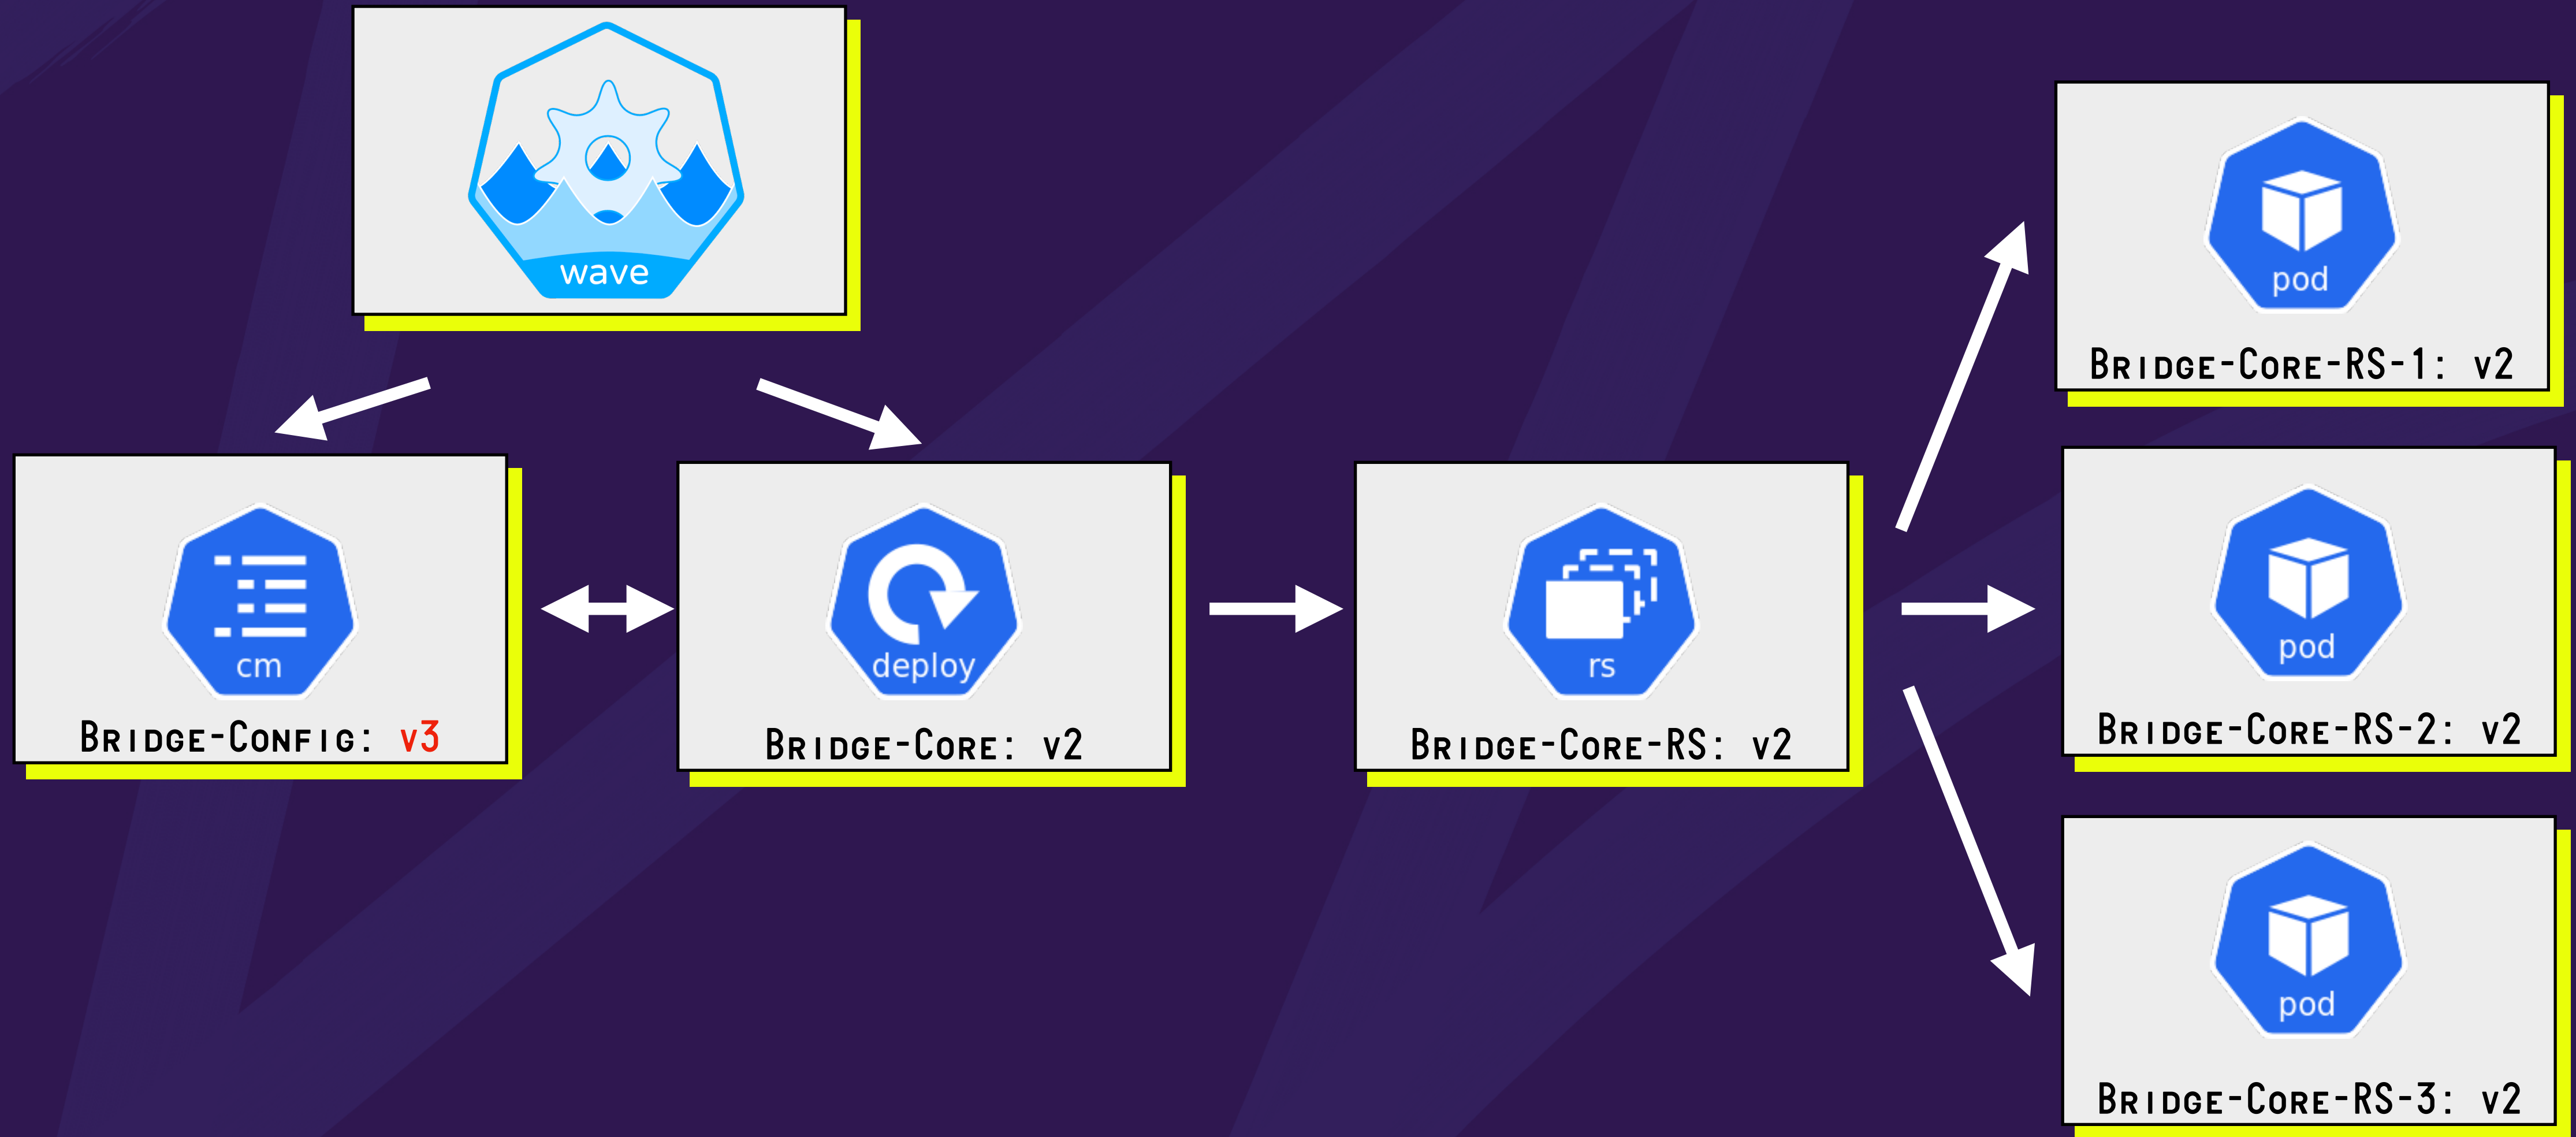 wave
cm
Bridge-Config: v3
deploy
Bridge-Core: v2
rs
Bridge-Core-RS: v2
pod
Bridge-Core-RS-1: v2
pod
Bridge-Core-RS-2: v2
pod
Bridge-Core-RS-3: v2